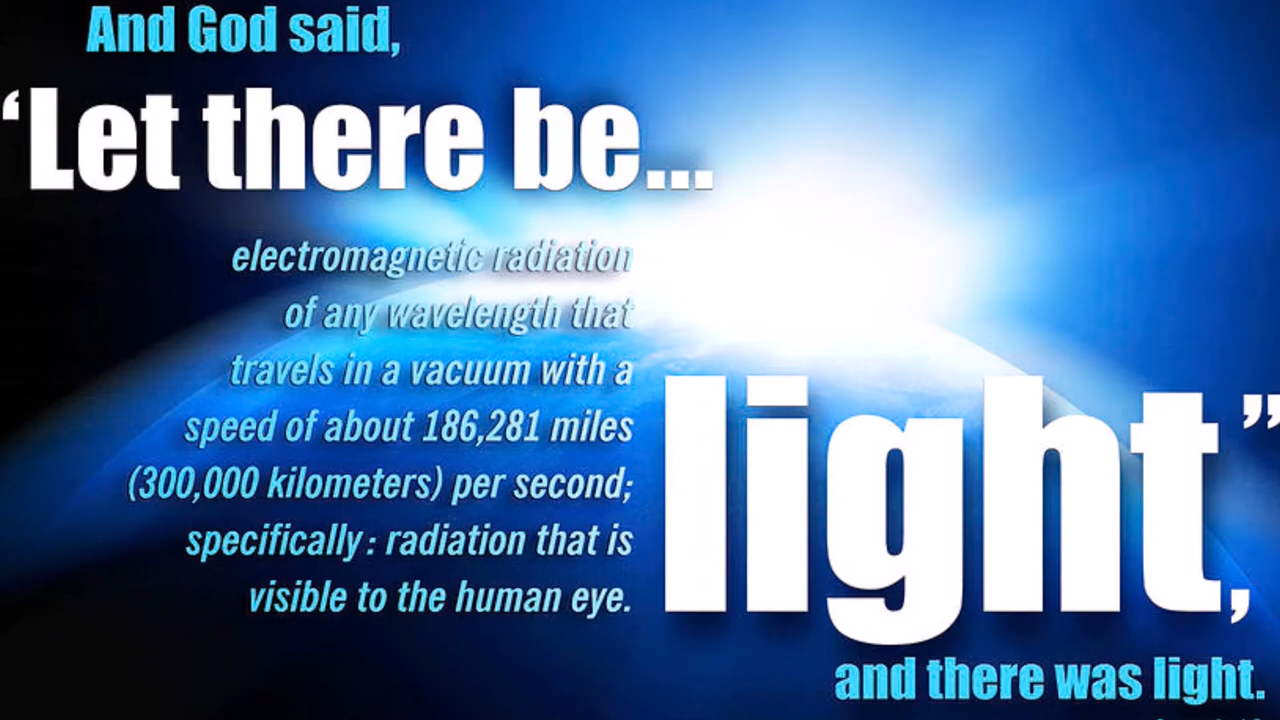 And God said,
‘Let there be...
electromagnetic radiation
of any wavelength that
travels in a vacuum with a
speed of about 186,281 miles
(300,000 kilometers) per second;
specifically: radiation that is
visible to the human eye.
light,”
and there was light.